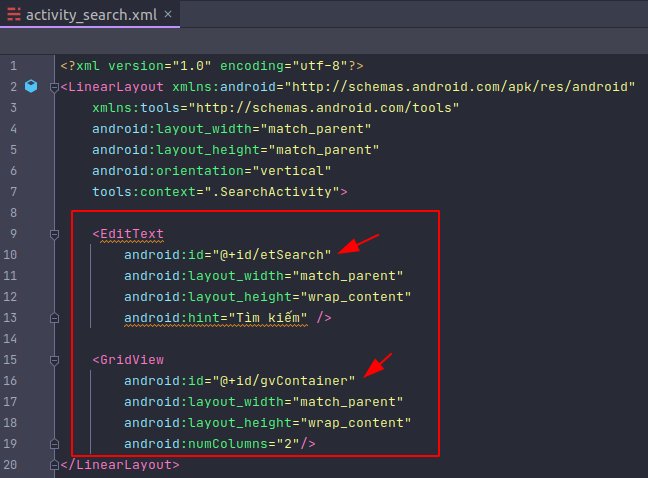 activity_search.xml ×
1 <?xml version="1.0" encoding="utf-8"?>
2 <LinearLayout xmlns:android="http://schemas.android.com/apk/res/android"
3 xmlns:tools="http://schemas.android.com/tools"
4 android:layout_width="match_parent"
5 android:layout_height="match_parent"
6 android:orientation="vertical"
7 tools:context=".SearchActivity">
8
9 <EditText
10 android:id="@+id/etSearch"
11 android:layout_width="match_parent"
12 android:layout_height="wrap_content"
13 android:hint="Tìm kiếm" />
14
15 <GridView
16 android:id="@+id/gvContainer"
17 android:layout_width="match_parent"
18 android:layout_height="wrap_content"
19 android:numColumns="2"/>
20 </LinearLayout>